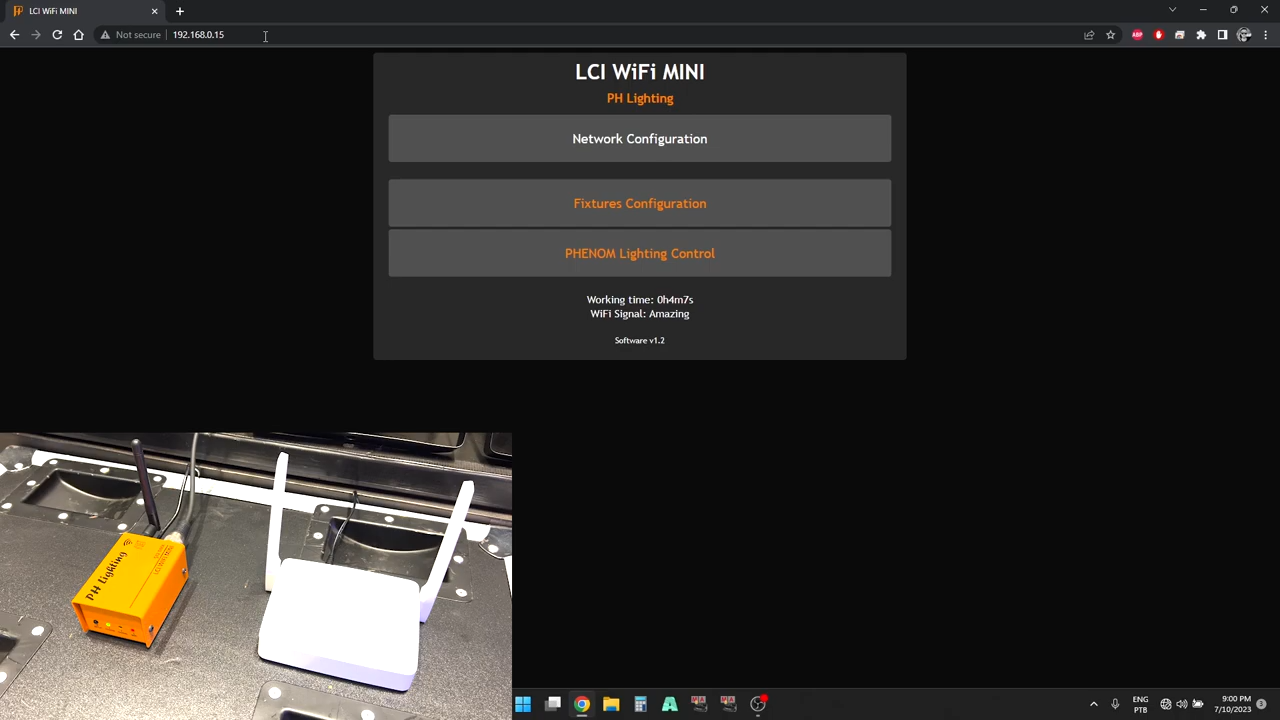 LCI WiFi MINI
Not secure
192.168.0.15
ABP
LCI WiFi MINI
PH Lighting
Network Configuration
Fixtures Configuration
PHENOM Lighting Control
Working time: 0h4m7s
WiFi Signal: Amazing
Software v1.2
PH Lighting
ENG
PTB
9:00 PM
7/10/2023